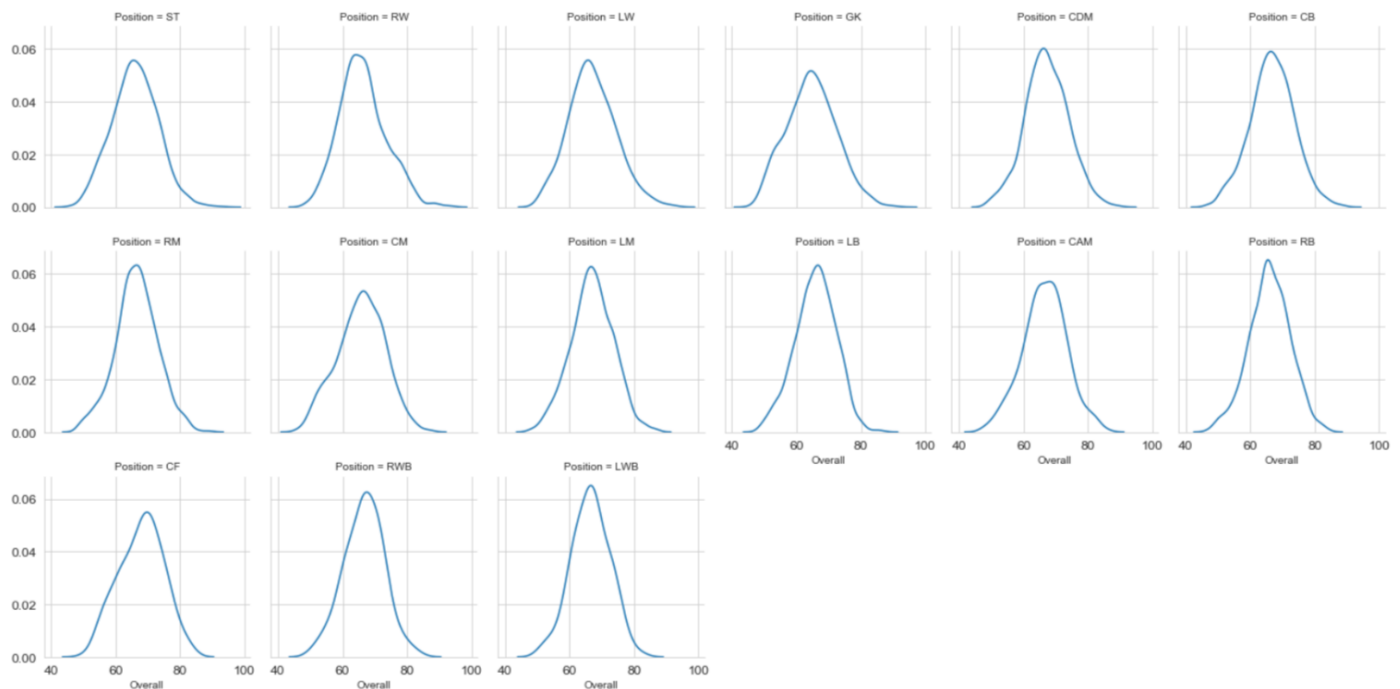 Position = ST Position = RW Position = LW Position = GK Position = CDM Position = CB
0.06
0.04
0.02
0.00
Position = RM Position = CM Position = LM Position = LB Position = CAM Position = RB
0.06
0.04
0.02
0.00
40 60 80 100 40 60 80 100 40 60 80 100
Overall Overall Overall
Position = CF Position = RWB Position = LWB
0.06
0.04
0.02
0.00
40 60 80 100 40 60 80 100 40 60 80 100
Overall Overall Overall